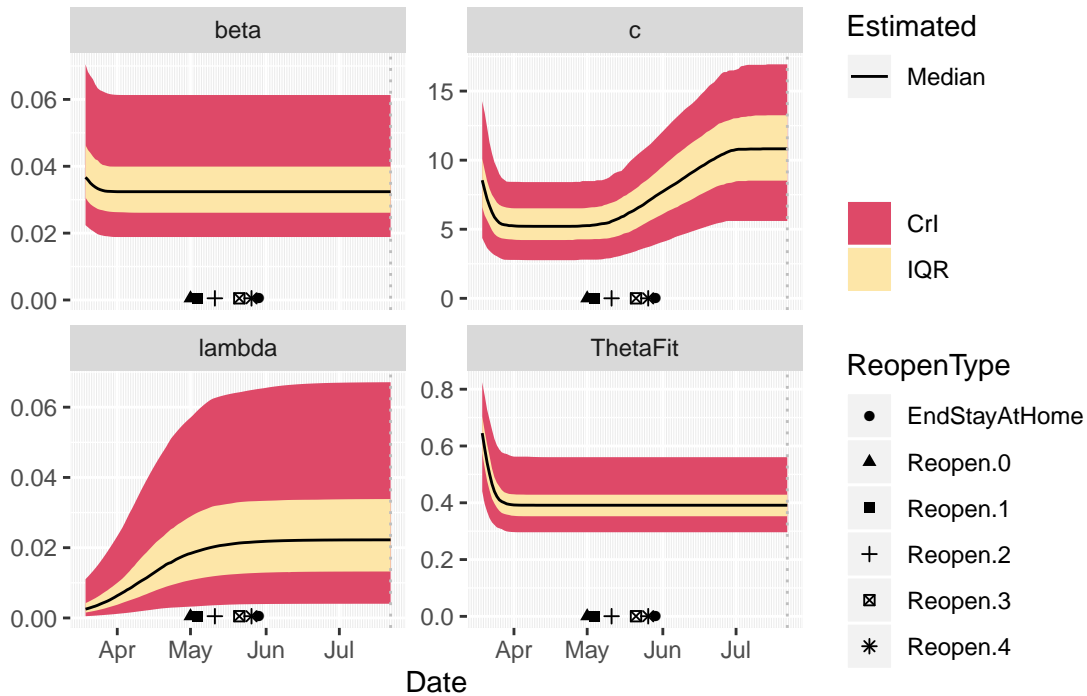 beta
c
0.06
0.04
0.02
0.00
15
10
5
0
lambda
ThetaFit
0.06
0.04
0.02
0.00
0.8
0.6
0.4
0.2
0.0
Apr May Jun Jul
Apr May Jun Jul
Date
Estimated
Median
CrI
IQR
ReopenType
EndStayAtHome
Reopen.0
Reopen.1
Reopen.2
Reopen.3
Reopen.4